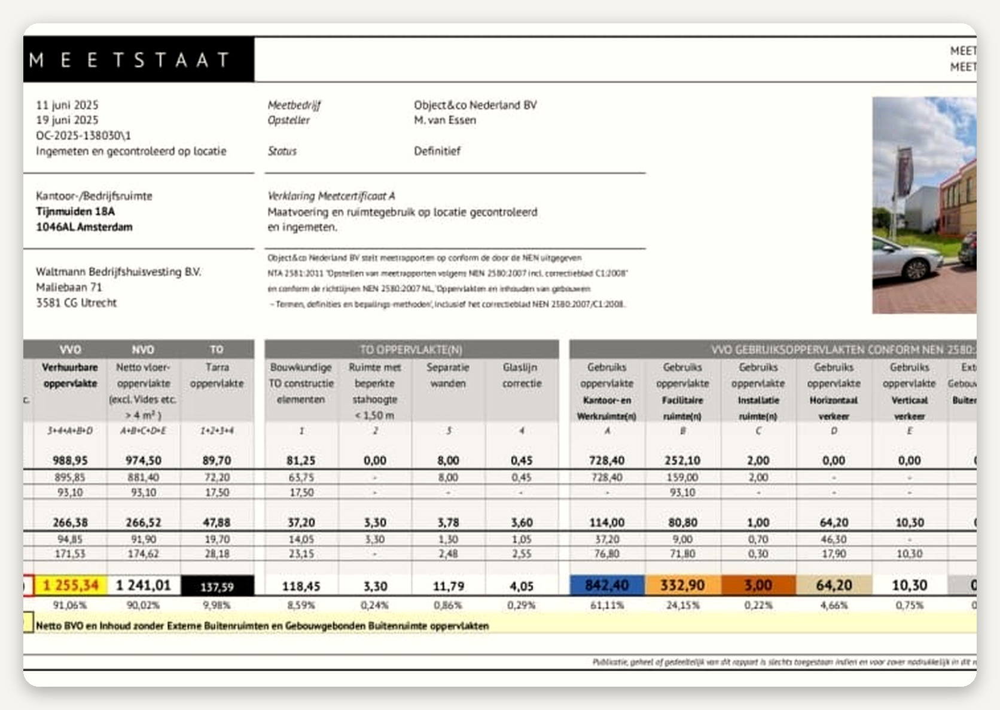 MEETSTAAT
MEET
MEET
11 juni 2025
19 juni 2025
OC-2025-138030\1
Ingemeten en gecontroleerd op locatie
Meetbedrijf Object&co Nederland BV
Opsteller M. van Essen
Status Definitief
Kantoor-/Bedrijfsruimte
Tijnmuiden 18A
1046AL Amsterdam
Verklaring Meetcertificaat A
Maatvoering en ruimtegebruik op locatie gecontroleerd
en ingemeten.
Waltmann Bedrijfshuisvesting B.V.
Maliebaan 71
3581 CG Utrecht
Object&co Nederland BV stelt meetrapporten op conform de door de NEN uitgegeven
NTA 2581:2011 'Opstellen van meetrapporten volgens NEN 2580:2007 incl. correctieblad C1:2008'
en conform de richtlijnen NEN 2580:2007 NL, 'Oppervlakten en inhouden van gebouwen
- Termen, definities en bepalings-methoden', inclusief het correctieblad NEN 2580:2007/C1:2008.
VVO NVO TO TO OPPERVLAKTE(N) VVO GEBRUIKSOPPERVLAKTEN CONFORM NEN 2580:
Verhuurbare Netto vloer- Tarra Bouwkundige Ruimte met Separatie Glaslijn Gebruiks Gebruiks Gebruiks Gebruiks Gebruiks Ext
oppervlakte oppervlakte oppervlakte TO constructie beperkte wanden correctie oppervlakte oppervlakte oppervlakte oppervlakte oppervlakte Gebouw
c. (excl. Vides etc. elementen stahoogte Kantoor- en Facilitaire Installatie Horizontaal Verticaal Buiten
> 4 m² ) < 1,50 m Werkruimte(n) ruimte(n) ruimte(n) verkeer verkeer
3+4+A+B+D A+B+C+D+E 1+2+3+4 1 2 3 4 A B C D E
988,95 974,50 89,70 81,25 0,00 8,00 0,45 728,40 252,10 2,00 0,00 0,00
895,85 881,40 72,20 63,75 - 8,00 0,45 728,40 159,00 2,00 - -
93,10 93,10 17,50 17,50 - - - - 93,10 - - -
266,38 266,52 47,88 37,20 3,30 3,78 3,60 114,00 80,80 1,00 64,20 10,30
94,85 91,90 19,70 14,05 3,30 1,30 1,05 37,20 9,00 0,70 46,30 -
171,53 174,62 28,18 23,15 - 2,48 2,55 76,80 71,80 0,30 17,90 10,30
1 255,34 1 241,01 137,59 118,45 3,30 11,79 4,05 842,40 332,90 3,00 64,20 10,30 0
91,06% 90,02% 9,98% 8,59% 0,24% 0,86% 0,29% 61,11% 24,15% 0,22% 4,66% 0,75% 0
Netto BVO en Inhoud zonder Externe Buitenruimten en Gebouwgebonden Buitenruimte oppervlakten
Publicatie, geheel of gedeeltelijk van dit rapport is slechts toegestaan indien en voor zover nadrukkelijk in dit